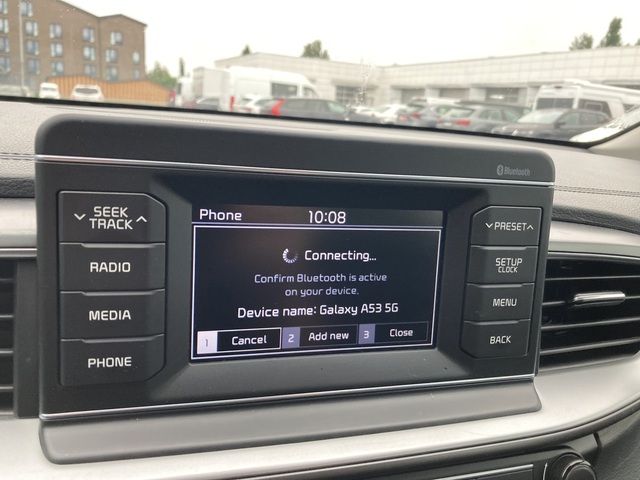 Bluetooth
SEEK
TRACK
RADIO
MEDIA
PHONE
Phone 10:08
Connecting...
Confirm Bluetooth is active
on your device.
Device name: Galaxy A53 5G
1 Cancel 2 Add new 3 Close
PRESET
SETUP
CLOCK
MENU
BACK